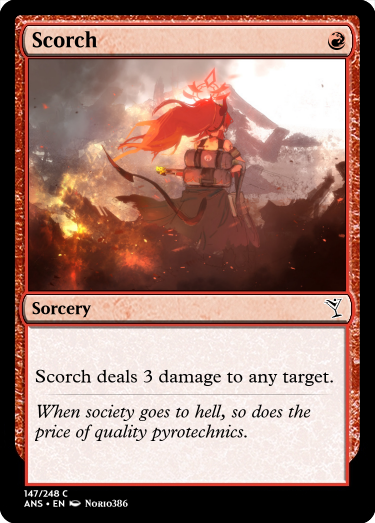 Scorch
Sorcery
Scorch deals 3 damage to any target.
When society goes to hell, so does the
price of quality pyrotechnics.
147/248 C
ANS • EN Norio386